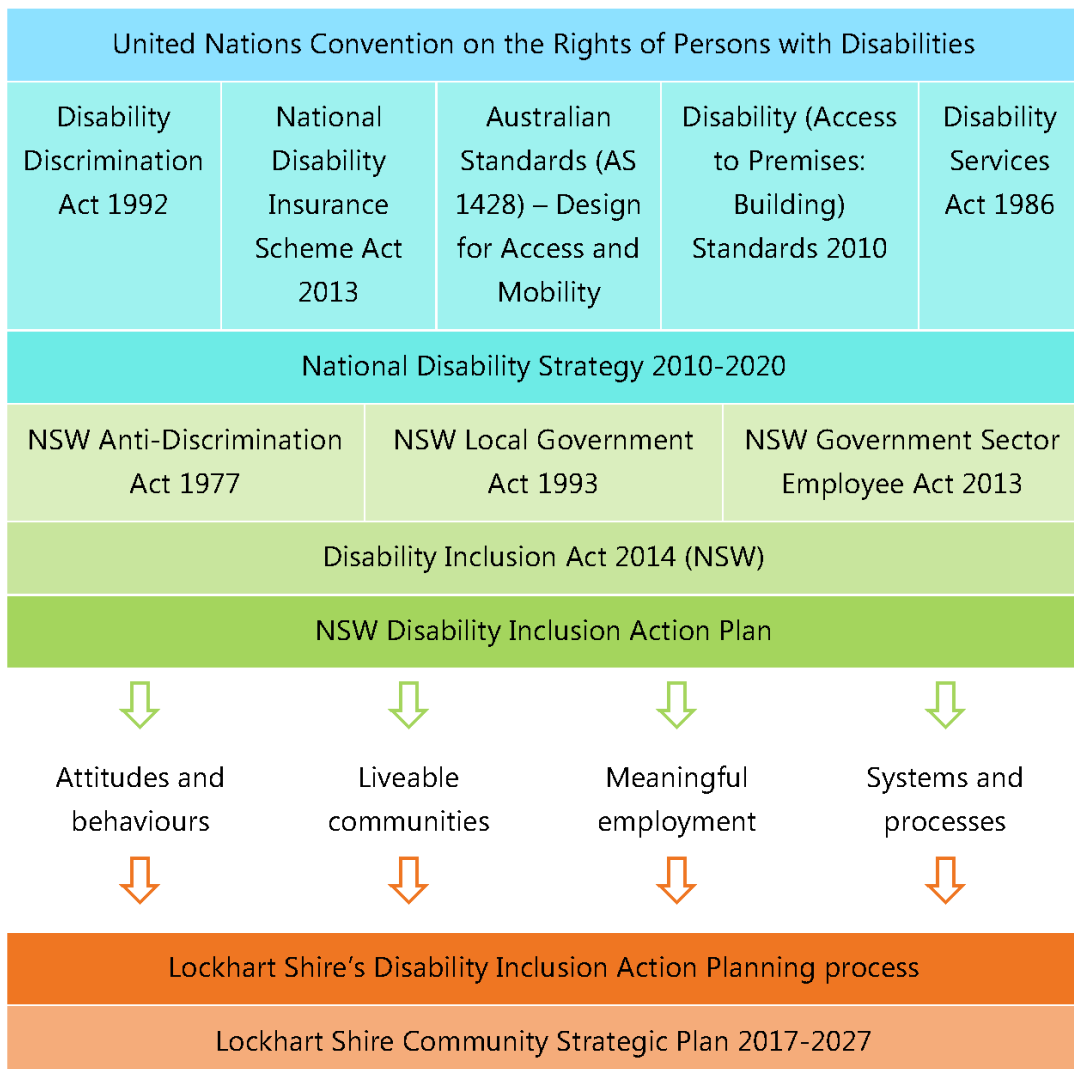 United Nations Convention on the Rights of Persons with Disabilities
Disability
Discrimination
Act 1992
National
Disability
Insurance
Scheme Act
2013
Australian
Standards (AS
1428) – Design
for Access and
Mobility
Disability (Access
to Premises:
Building)
Standards 2010
Disability
Services
Act 1986
National Disability Strategy 2010-2020
NSW Anti-Discrimination
Act 1977
NSW Local Government
Act 1993
NSW Government Sector
Employee Act 2013
Disability Inclusion Act 2014 (NSW)
NSW Disability Inclusion Action Plan
Attitudes and
behaviours
Liveable
communities
Meaningful
employment
Systems and
processes
Lockhart Shire’s Disability Inclusion Action Planning process
Lockhart Shire Community Strategic Plan 2017-2027